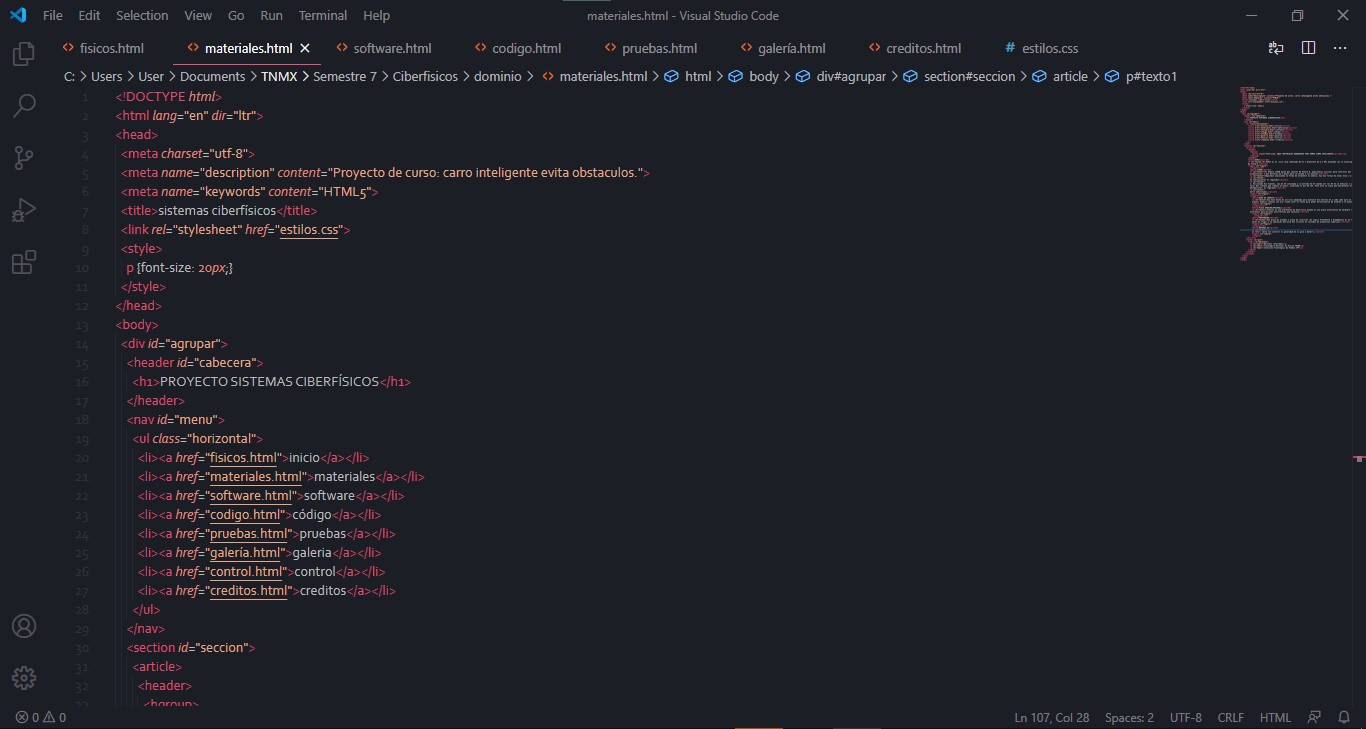 File Edit Selection View Go Run Terminal Help materiales.html - Visual Studio Code
fisicos.html materiales.html software.html codigo.html pruebas.html galería.html creditos.html # estilos.css
C: > Users > User > Documents > TNMX > Semestre 7 > Ciberfisicos > dominio > materiales.html > html > body > div#agrupar > section#seccion > article > p#texto1
1 <!DOCTYPE html>
2 <html lang="en" dir="ltr">
3 <head>
4 <meta charset="utf-8">
5 <meta name="description" content="Proyecto de curso: carro inteligente evita obstaculos.">
6 <meta name="keywords" content="HTML5">
7 <title>sistemas ciberfísicos</title>
8 <link rel="stylesheet" href="estilos.css">
9 <style>
10 p {font-size: 20px;}
11 </style>
12 </head>
13 <body>
14 <div id="agrupar">
15 <header id="cabecera">
16 <h1>PROYECTO SISTEMAS CIBERFÍSICOS</h1>
17 </header>
18 <nav id="menu">
19 <ul class="horizontal">
20 <li><a href="fisicos.html">inicio</a></li>
21 <li><a href="materiales.html">materiales</a></li>
22 <li><a href="software.html">software</a></li>
23 <li><a href="codigo.html">código</a></li>
24 <li><a href="pruebas.html">pruebas</a></li>
25 <li><a href="galería.html">galeria</a></li>
26 <li><a href="control.html">control</a></li>
27 <li><a href="creditos.html">creditos</a></li>
28 </ul>
29 </nav>
30 <section id="seccion">
31 <article>
32 <header>
33 <hgroup>
0 0 Ln 107, Col 28 Spaces: 2 UTF-8 CRLF HTML